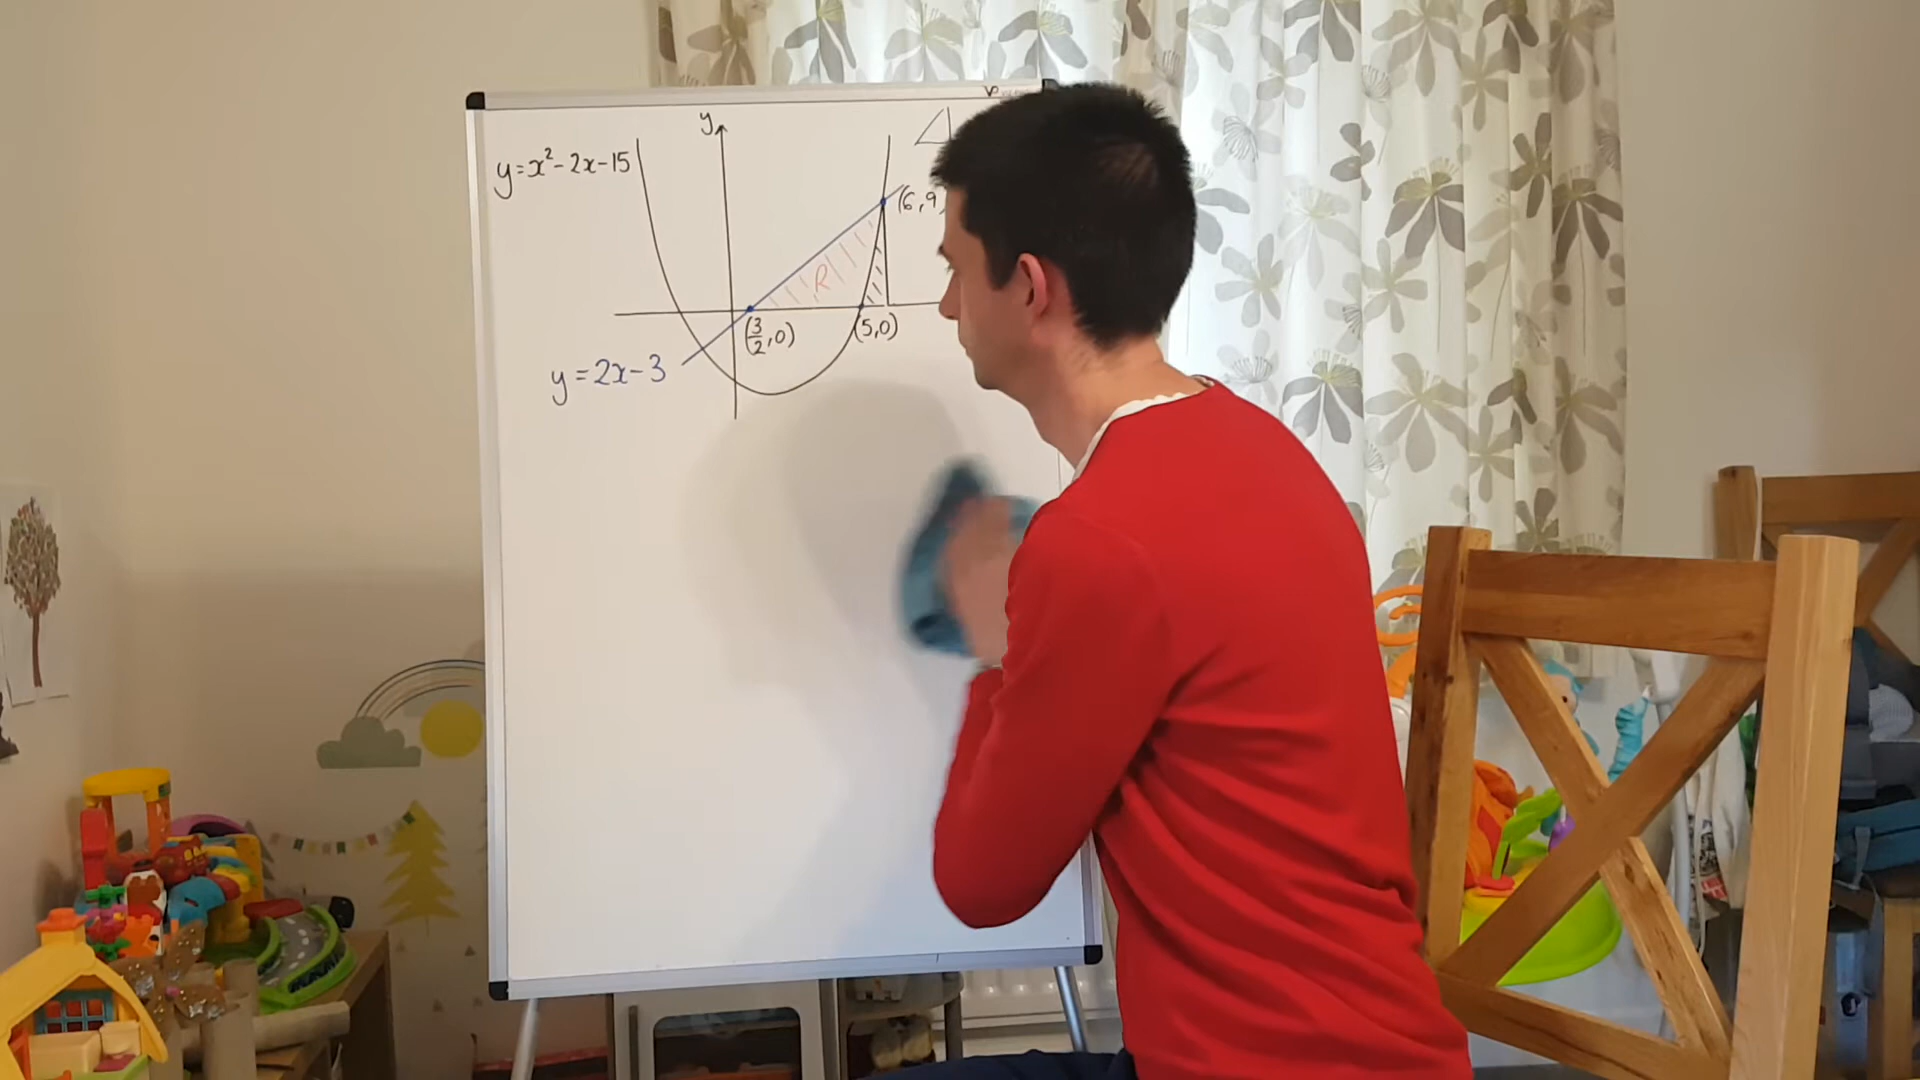 y
y=x²-2x-15
(6,9
R
(3/2,0)
(5,0)
y=2x-3